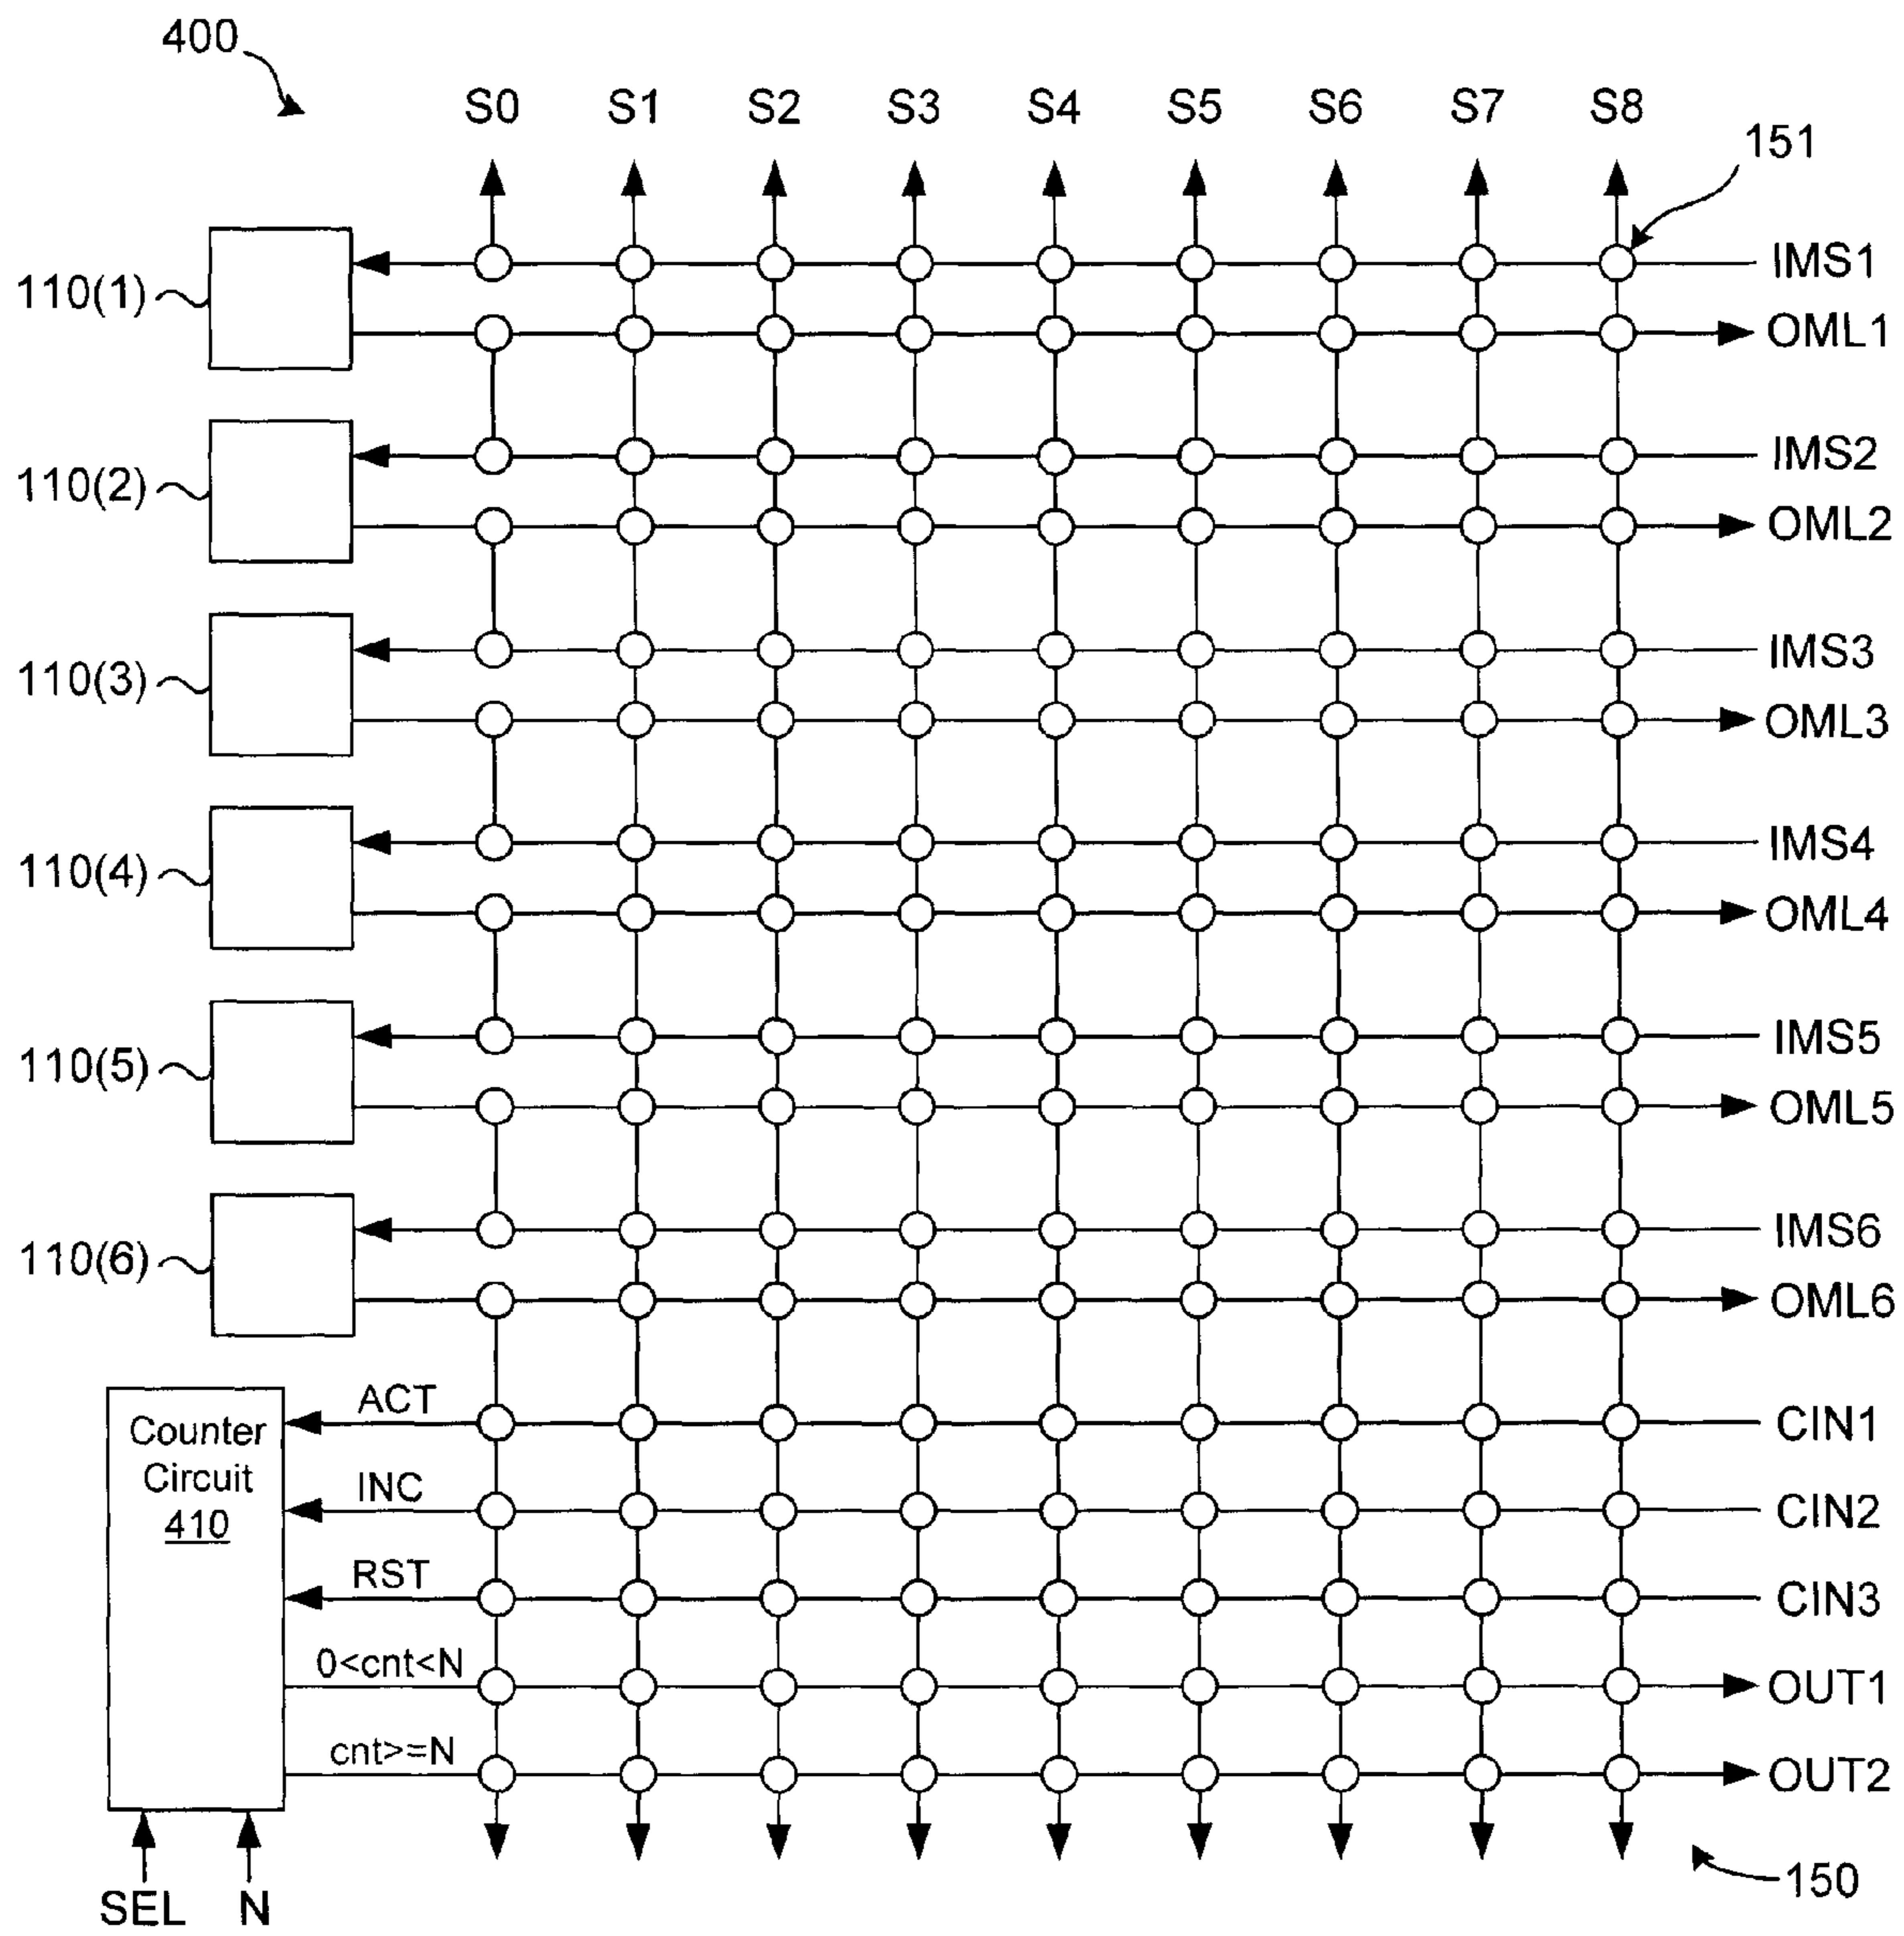 400
S0 S1 S2 S3 S4 S5 S6 S7 S8
151
IMS1
110(1)
OML1
IMS2
110(2)
OML2
IMS3
110(3)
OML3
IMS4
110(4)
OML4
IMS5
110(5)
OML5
IMS6
110(6)
OML6
ACT
CIN1
Counter
Circuit
410
INC
CIN2
RST
CIN3
0<cnt<N
OUT1
cnt>=N
OUT2
SEL N
150